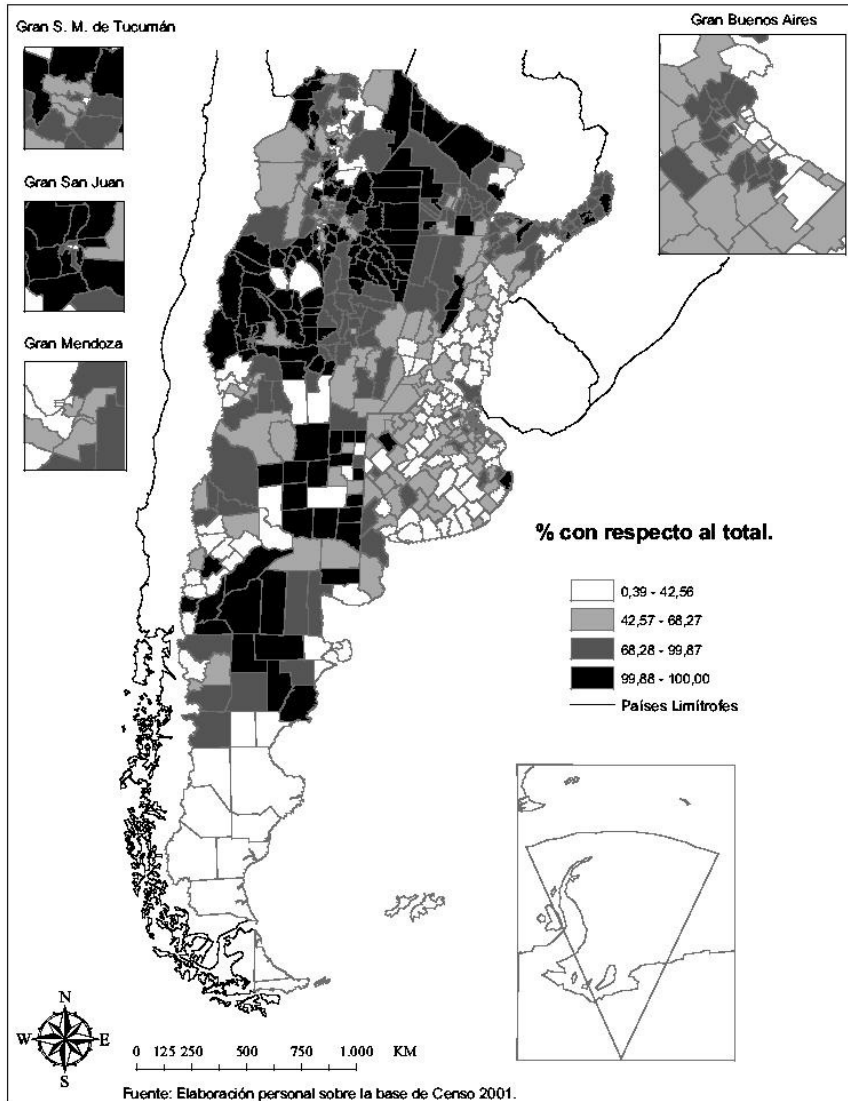 Gran S. M. de Tucumán
Gran Buenos Aires
Gran San Juan
Gran Mendoza
% con respecto al total.
0,39 - 42,56
42,57 - 68,27
68,28 - 99,87
99,88 - 100,00
Países Limítrofes
N
W E
S
0 125 250 500 750 1.000 KM
Fuente: Elaboración personal sobre la base de Censo 2001.